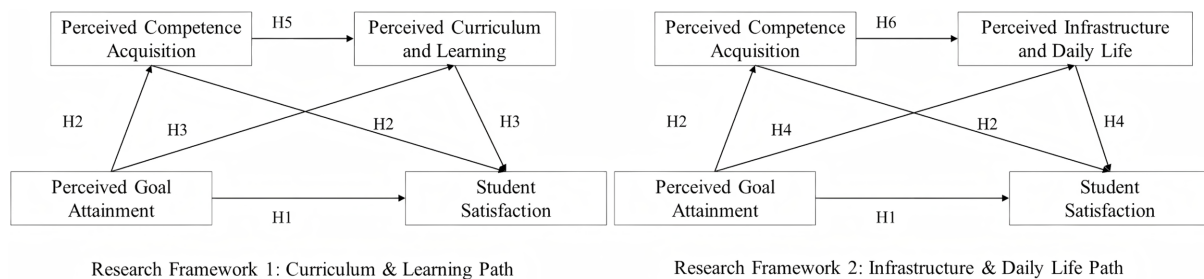 Perceived Competence
Acquisition
H5
Perceived Curriculum
and Learning
H2
H3
H2
H3
Perceived Goal
Attainment
H1
Student
Satisfaction
Research Framework 1: Curriculum & Learning Path
Perceived Competence
Acquisition
H6
Perceived Infrastructure
and Daily Life
H2
H4
H2
H4
Perceived Goal
Attainment
H1
Student
Satisfaction
Research Framework 2: Infrastructure & Daily Life Path